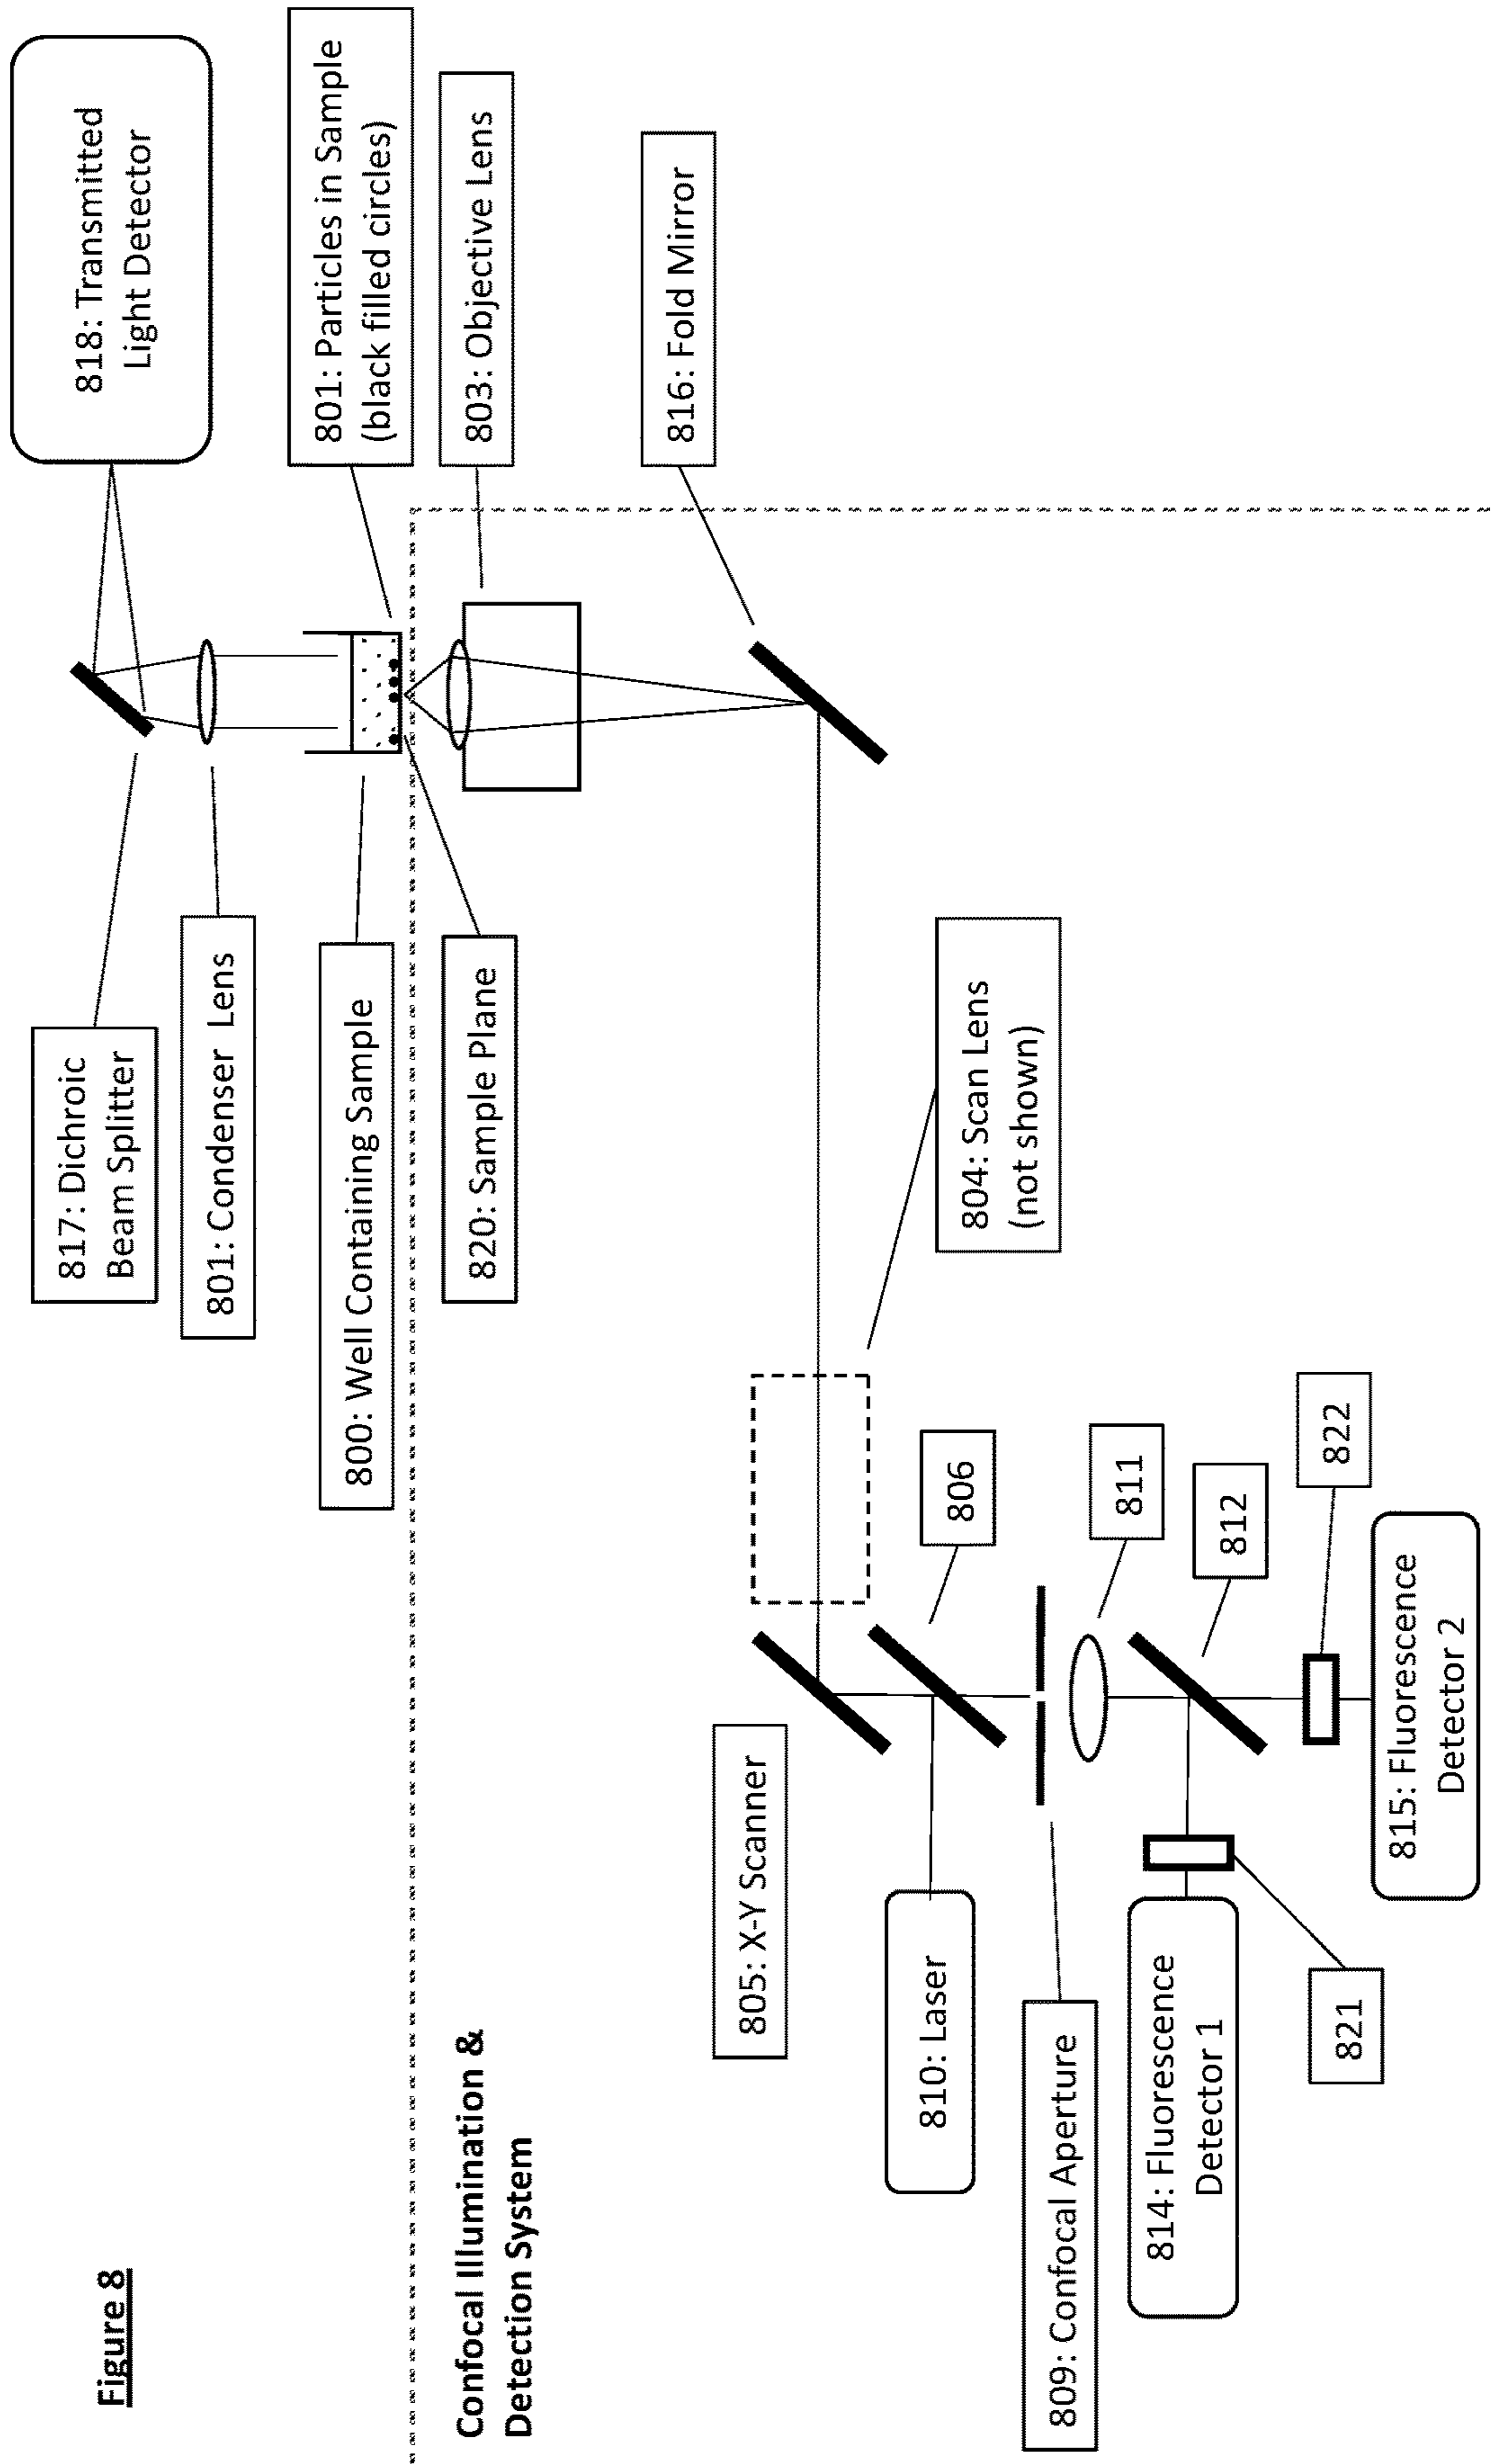 Figure 8
817: Dichroic
Beam Splitter
818: Transmitted
Light Detector
801: Condenser Lens
800: Well Containing Sample
801: Particles in Sample
(black filled circles)
Confocal Illumination &
Detection System
820: Sample Plane
803: Objective Lens
816: Fold Mirror
805: X-Y Scanner
804: Scan Lens
(not shown)
810: Laser
806
809: Confocal Aperture
811
814: Fluorescence
Detector 1
812
821
822
815: Fluorescence
Detector 2